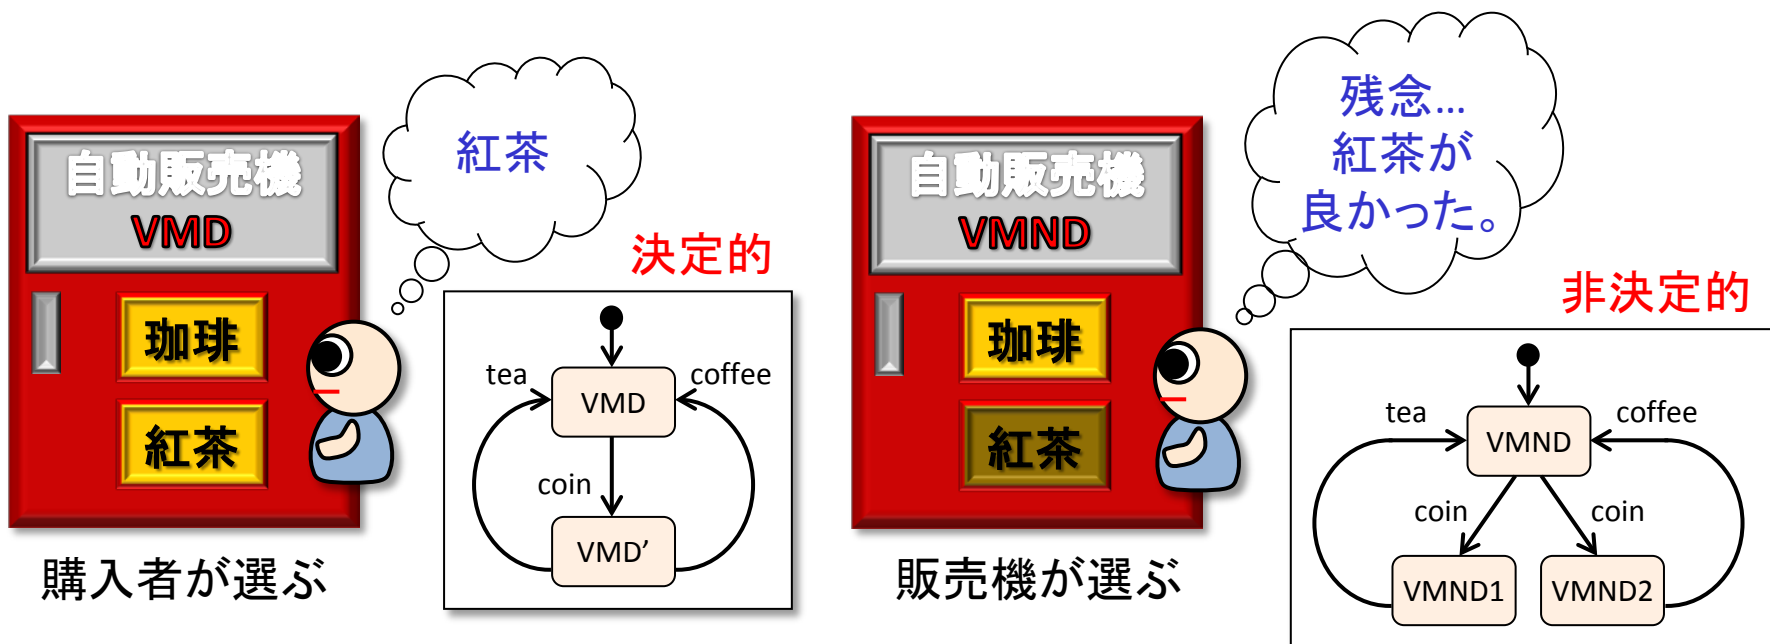 自動販売機
VMD
珈琲
紅茶
購入者が選ぶ
紅茶
決定的
tea
coffee
VMD
coin
VMD’
自動販売機
VMND
珈琲
紅茶
販売機が選ぶ
残念...
紅茶が
良かった。
非決定的
tea
coffee
VMND
coin
coin
VMND1
VMND2